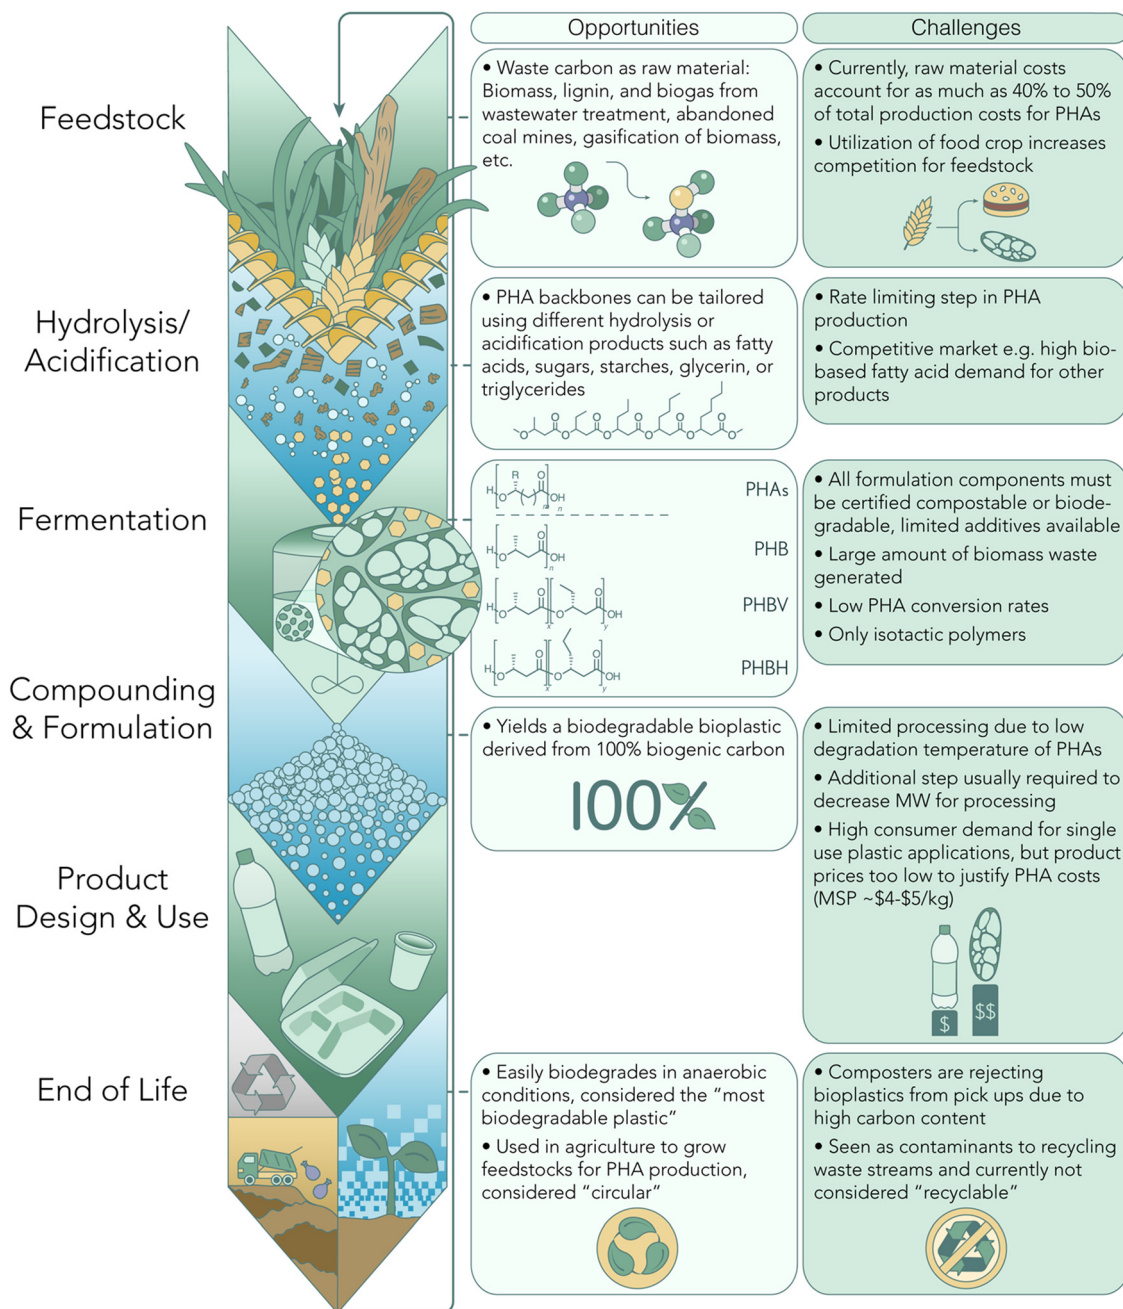 Opportunities
Challenges
Feedstock
• Waste carbon as raw material:
Biomass, lignin, and biogas from
wastewater treatment, abandoned
coal mines, gasification of biomass,
etc.
• Currently, raw material costs
account for as much as 40% to 50%
of total production costs for PHAs
• Utilization of food crop increases
competition for feedstock
Hydrolysis/
Acidification
• PHA backbones can be tailored
using different hydrolysis or
acidification products such as fatty
acids, sugars, starches, glycerin, or
triglycerides
O O O O O
O O O O O O
• Rate limiting step in PHA
production
• Competitive market e.g. high bio-
based fatty acid demand for other
products
Fermentation
R O
H O m OH n
PHAs
O
H O OH n
PHB
O O
H O x O OH y
PHBV
O O
H O x O OH y
PHBH
• All formulation components must
be certified compostable or biode-
gradable, limited additives available
• Large amount of biomass waste
generated
• Low PHA conversion rates
• Only isotactic polymers
Compounding
& Formulation
• Yields a biodegradable bioplastic
derived from 100% biogenic carbon
100%
• Limited processing due to low
degradation temperature of PHAs
• Additional step usually required to
decrease MW for processing
• High consumer demand for single
use plastic applications, but product
prices too low to justify PHA costs
(MSP ~$4-$5/kg)
$
$$
Product
Design & Use
End of Life
• Easily biodegrades in anaerobic
conditions, considered the “most
biodegradable plastic”
• Used in agriculture to grow
feedstocks for PHA production,
considered “circular”
• Composters are rejecting
bioplastics from pick ups due to
high carbon content
• Seen as contaminants to recycling
waste streams and currently not
considered “recyclable”